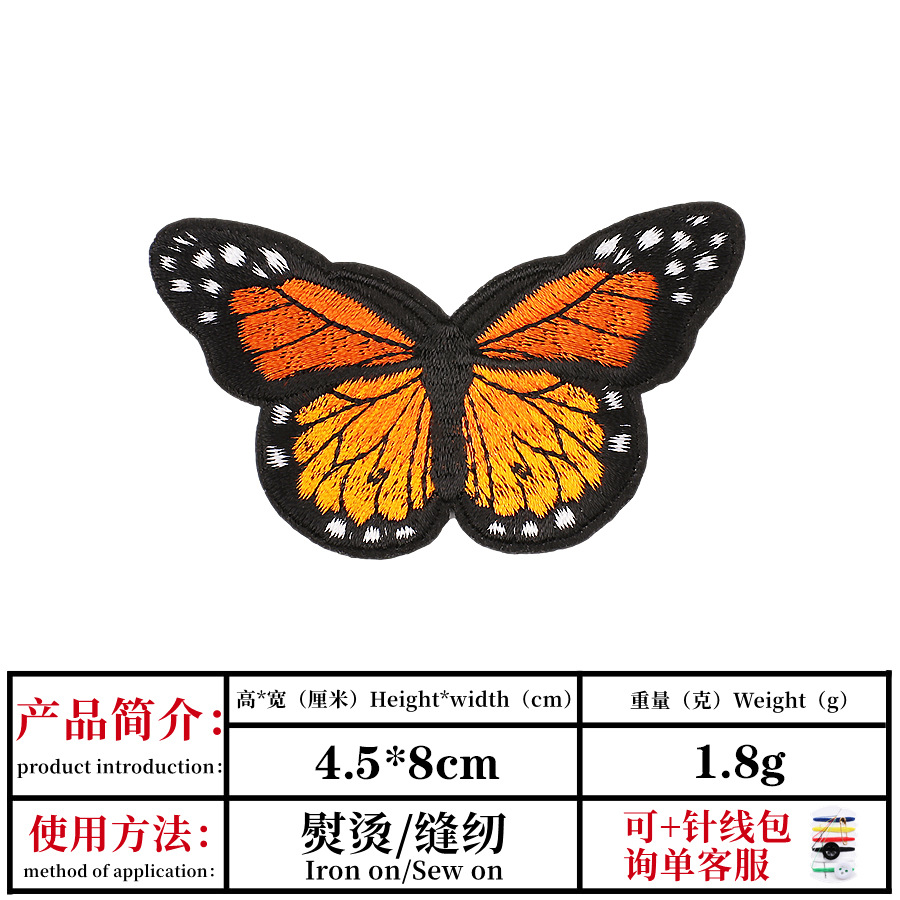 产品简介：
product introduction：
高*宽（厘米）Height*width（cm）
重量（克）Weight（g）
4.5*8cm
1.8g
使用方法：
method of application：
熨烫/缝纫
Iron on/Sew on
可+针线包
询单客服